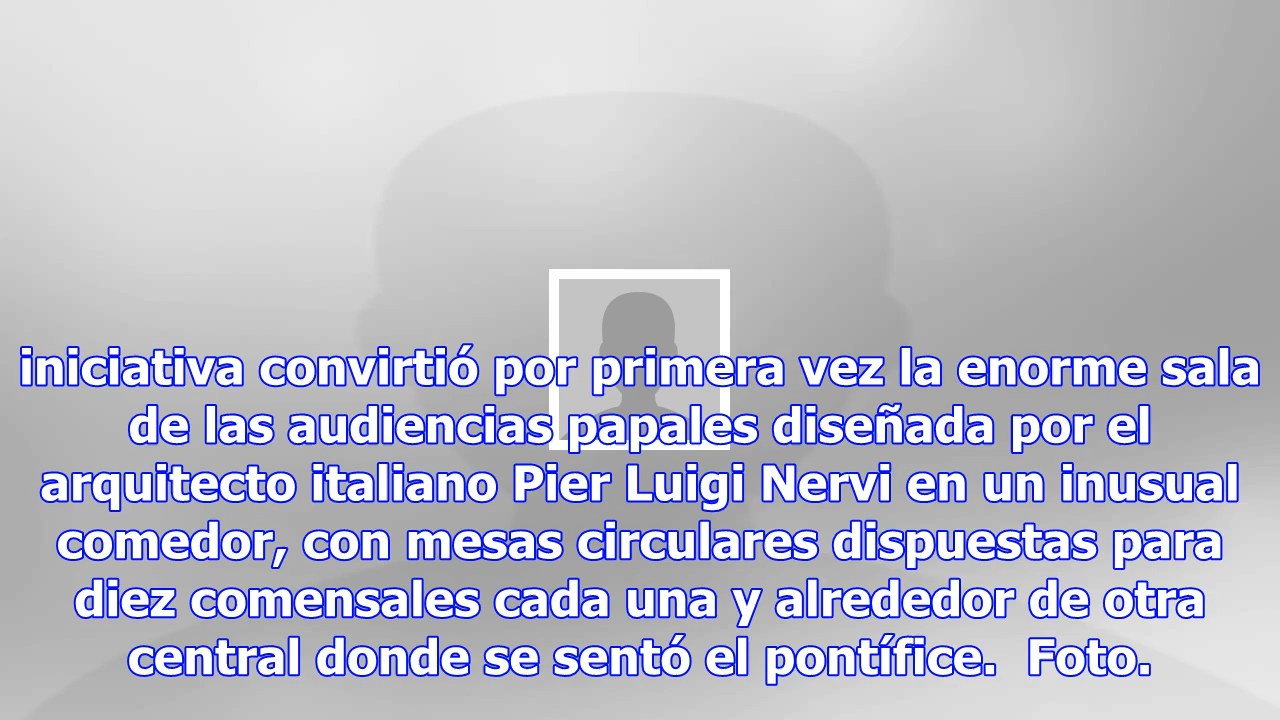 iniciativa convirtió por primera vez la enorme sala
de las audiencias papales diseñada por el
arquitecto italiano Pier Luigi Nervi en un inusual
comedor, con mesas circulares dispuestas para
diez comensales cada una y alrededor de otra
central donde se sentó el pontífice.  Foto.